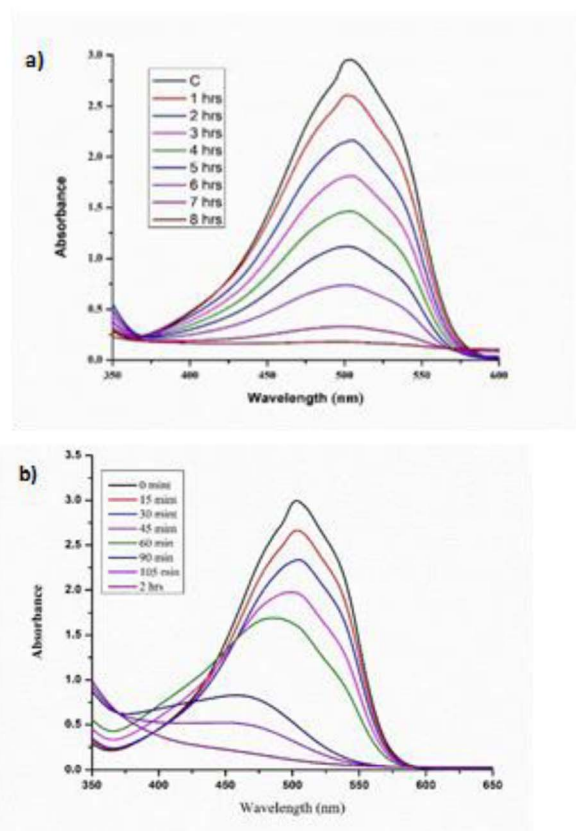 a)
3.0
2.5
2.0
1.5
1.0
0.5
0.0
Absorbance
C
1 hrs
2 hrs
3 hrs
4 hrs
5 hrs
6 hrs
7 hrs
8 hrs
350 400 450 500 550 600
Wavelength (nm)
b)
3.5
3.0
2.5
2.0
1.5
1.0
0.5
0.0
Absorbance
0 mint
15 mint
30 mint
45 mint
60 min
90 min
105 min
2 hrs
350 400 450 500 550 600 650
Wavelength (nm)